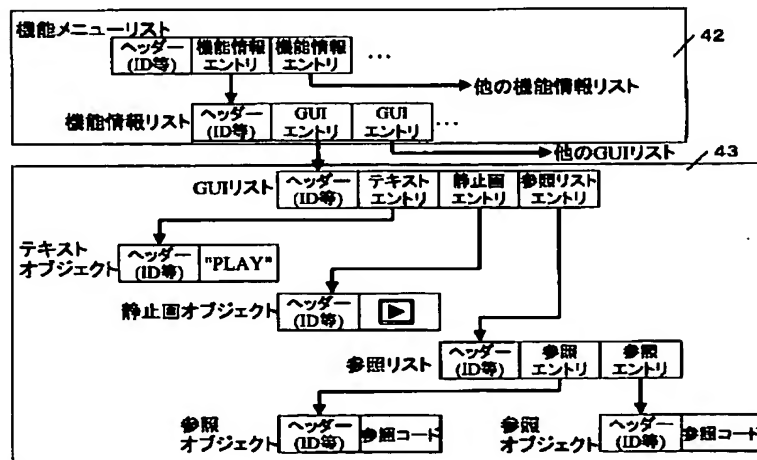 機能メニューリスト
ヘッダー 機能情報 機能情報
(ID等) エントリ エントリ …
42
他の機能情報リスト
機能情報リスト
ヘッダー GUI GUI
(ID等) エントリ エントリ …
他のGUIリスト
43
GUIリスト
ヘッダー テキスト 静止画 参照リスト
(ID等) エントリ エントリ エントリ
テキスト
オブジェクト
ヘッダー
(ID等)
"PLAY"
静止画オブジェクト
ヘッダー
(ID等)
参照リスト
ヘッダー 参照 参照
(ID等) エントリ エントリ
参照
オブジェクト
ヘッダー
(ID等)
参照コード
参照
オブジェクト
ヘッダー
(ID等)
参照コード